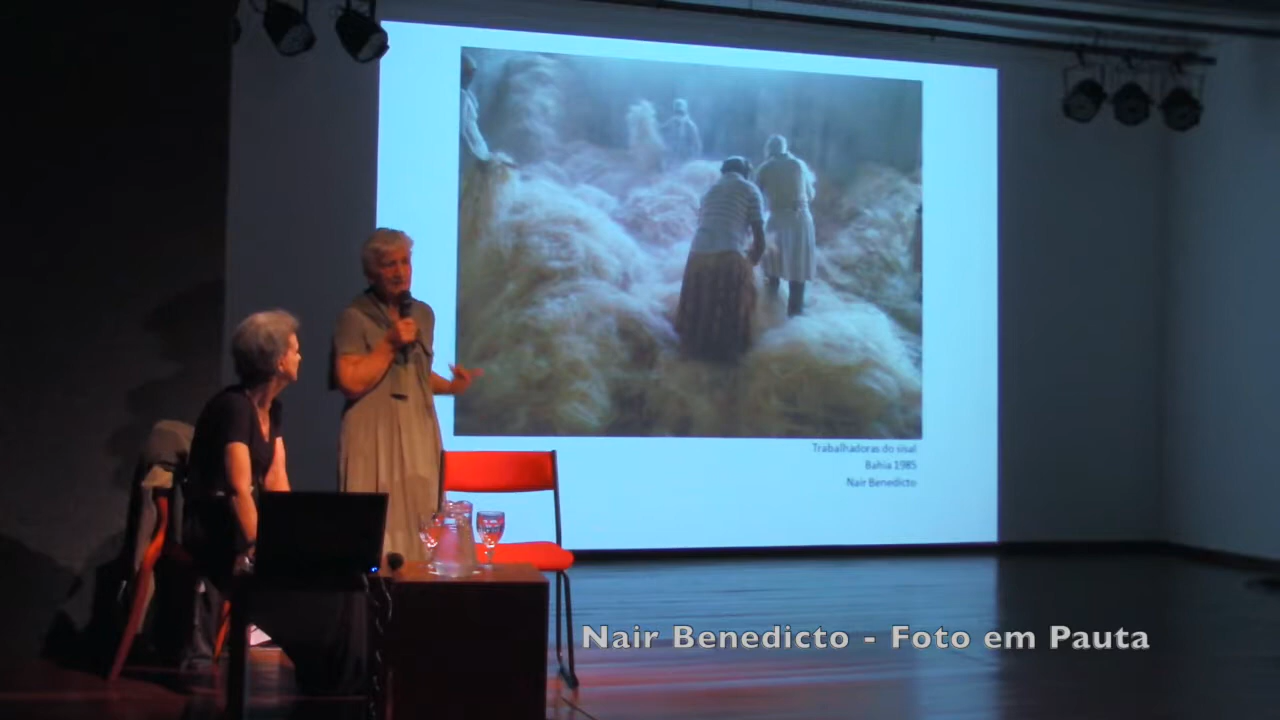 Trabalhadoras do sisal
Bahia 1985
Nair Benedicto
Nair Benedicto - Foto em Pauta